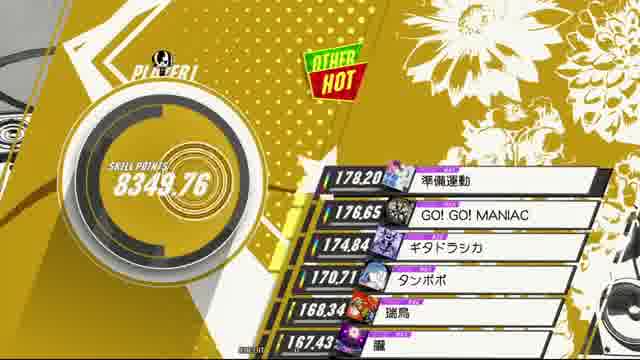 PLAYER1
OTHER
HOT
SKILL POINTS
8349.76
178,20 準備運動
176,65 GO! GO! MANIAC
174,84 ギタドラシカ
170,71 タンポポ
168,34 瑞鳥
167,43 朧